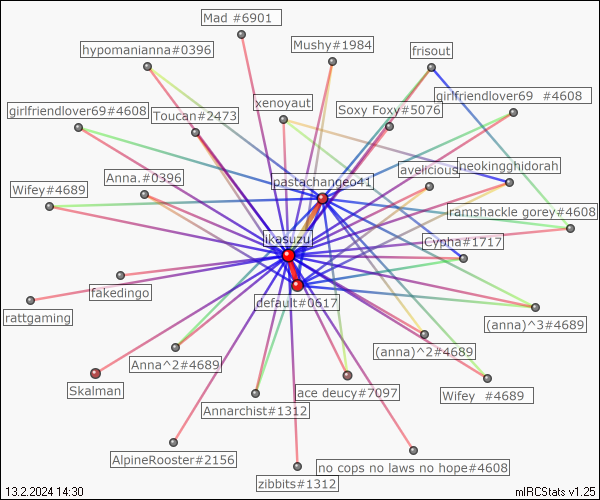 Mad #6901
hypomanianna#0396
Mushy#1984
frisout
girlfriendlover69  #4608
xenoyaut
girlfriendlover69#4608
Toucan#2473
Soxy Foxy#5076
avelicious
neokingghidorah
pastachangeo41
Anna.#0396
Wifey#4689
ramshackle gorey#4608
ikasuzu
Cypha#1717
fakedingo
default#0617
rattgaming
(anna)^3#4689
(anna)^2#4689
Anna^2#4689
Skalman
ace deucy#7097
Wifey  #4689
Annarchist#1312
AlpineRooster#2156
no cops no laws no hope#4608
zibbits#1312
13.2.2024 14:30
mIRCStats v1.25